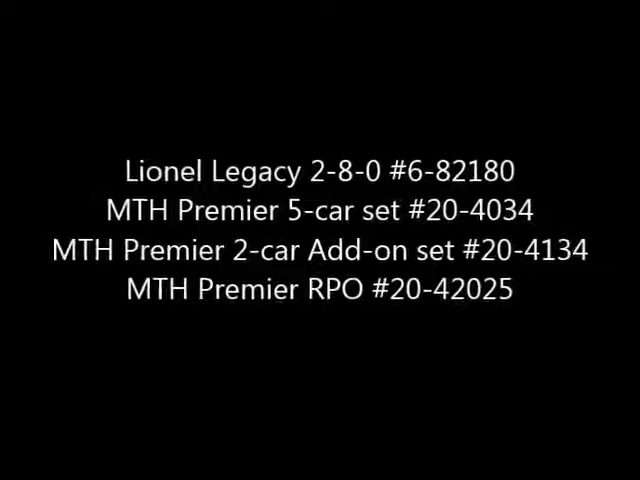 Lionel Legacy 2-8-0 #6-82180
MTH Premier 5-car set #20-4034
MTH Premier 2-car Add-on set #20-4134
MTH Premier RPO #20-42025